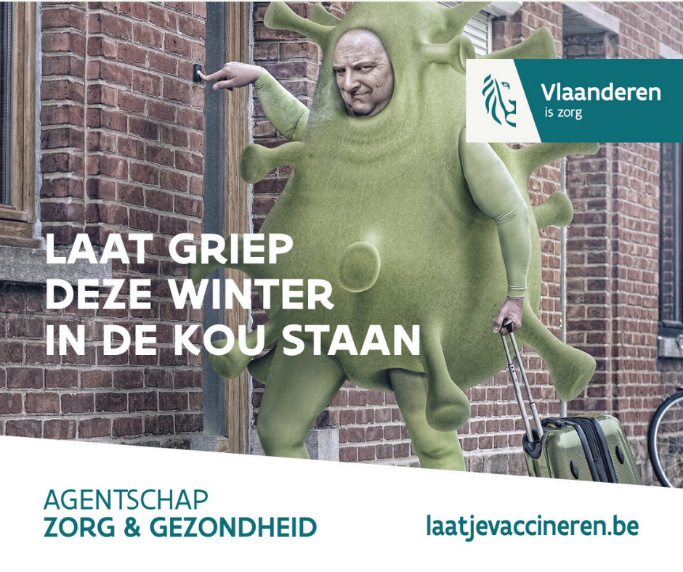 Vlaanderen
is zorg
LAAT GRIEP
DEZE WINTER
IN DE KOU STAAN
AGENTSCHAP
ZORG & GEZONDHEID
laatjevaccineren.be